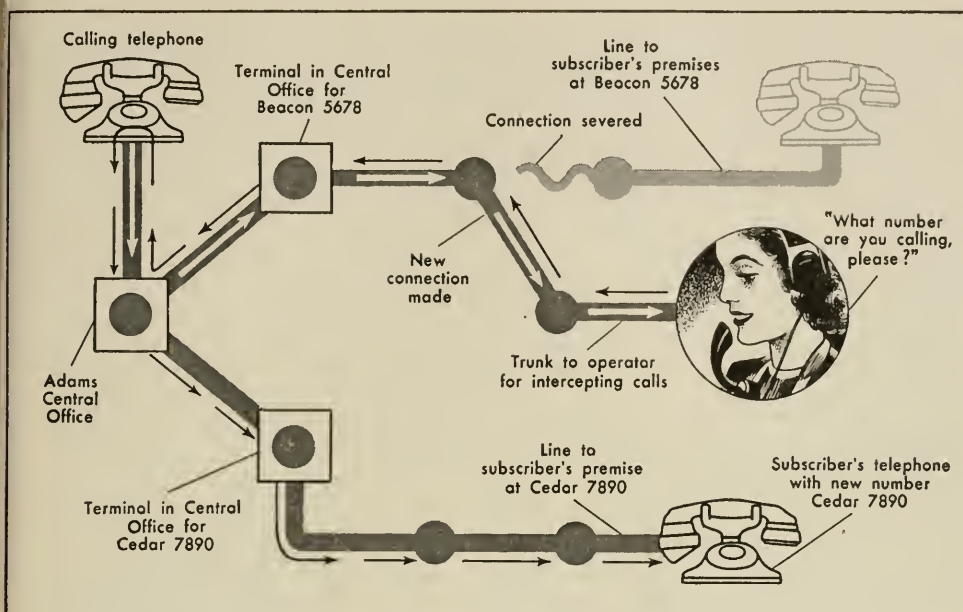 Calling telephone
Terminal in Central
Office for
Beacon 5678
Line to
subscriber's premises
at Beacon 5678
Connection severed
"What number
are you calling,
please?"
New
connection
made
Trunk to operator
for intercepting calls
Adams
Central
Office
Terminal in Central
Office for
Cedar 7890
Line to
subscriber's premise
at Cedar 7890
Subscriber's telephone
with new number
Cedar 7890